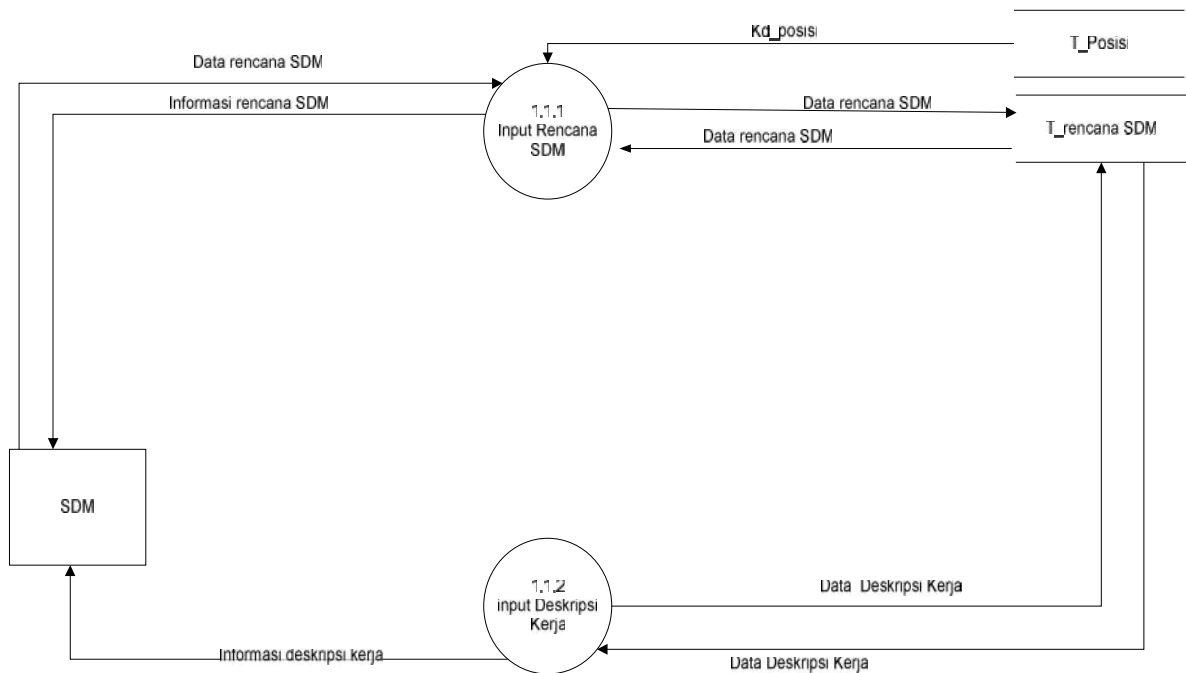 Kd_posisi
T_Posisi
Data rencana SDM
Informasi rencana SDM
1.1.1
Input Rencana
SDM
Data rencana SDM
Data rencana SDM
T_rencana SDM
SDM
1.1.2
input Deskripsi
Kerja
Data Deskripsi Kerja
Informasi deskripsi kerja
Data Deskripsi Kerja